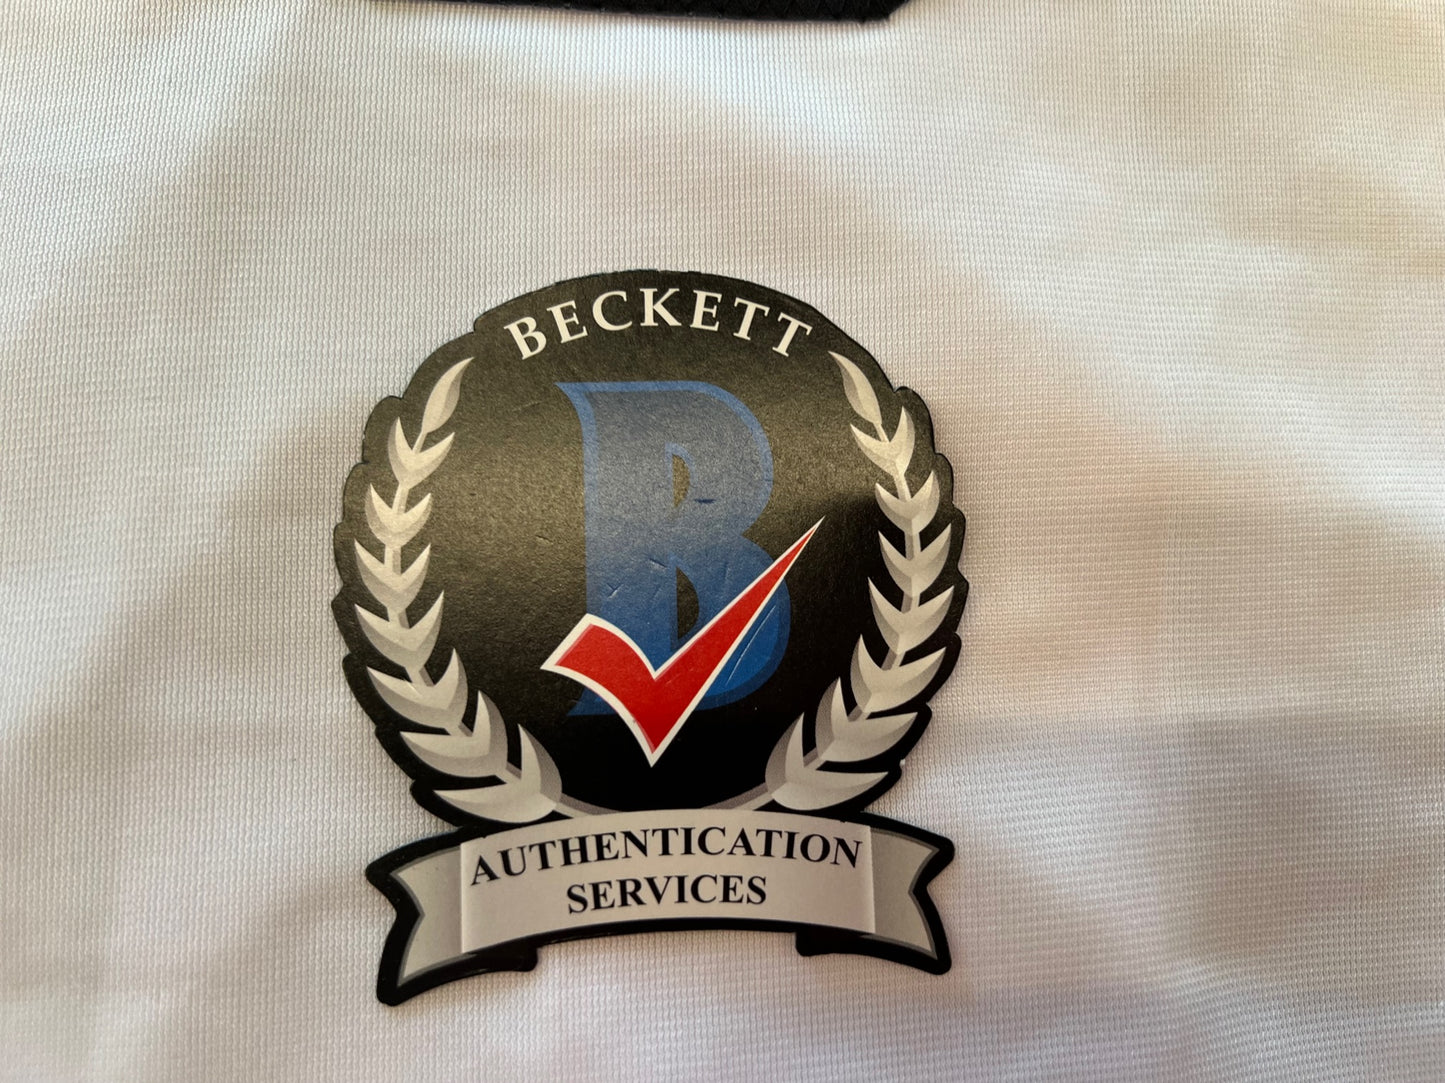 BECKETT
B
AUTHENTICATION
SERVICES